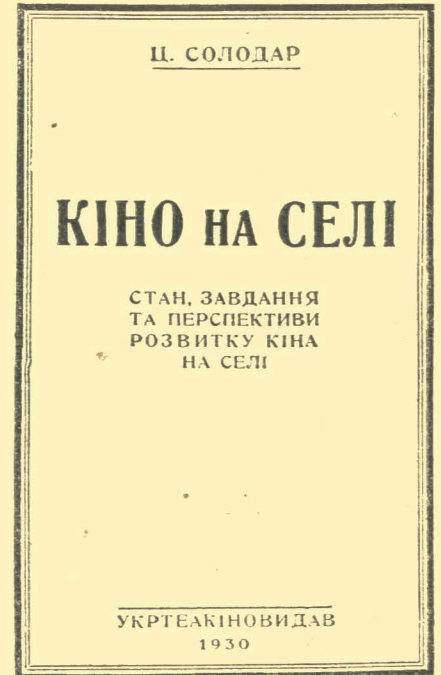 Ц. СОЛОДАР
КІНО НА СЕЛІ
СТАН, ЗАВДАННЯ
ТА ПЕРСПЕКТИВИ
РОЗВИТКУ КІНА
НА СЕЛІ
УКРТЕАКІНОВИДАВ
1930